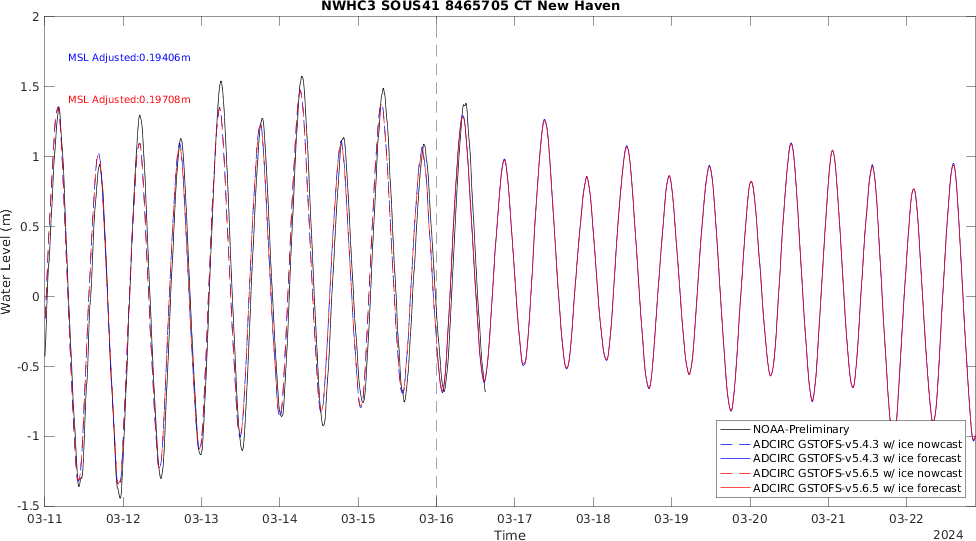 NWHC3 SOUS41 8465705 CT New Haven
2
MSL Adjusted:0.19406m
1.5
MSL Adjusted:0.19708m
1
0.5
Water Level (m)
0
-0.5
-1
-1.5
NOAA-Preliminary
ADCIRC GSTOFS-v5.4.3 w/ ice nowcast
ADCIRC GSTOFS-v5.4.3 w/ ice forecast
ADCIRC GSTOFS-v5.6.5 w/ ice nowcast
ADCIRC GSTOFS-v5.6.5 w/ ice forecast
03-11 03-12 03-13 03-14 03-15 03-16 03-17 03-18 03-19 03-20 03-21 03-22
Time
2024